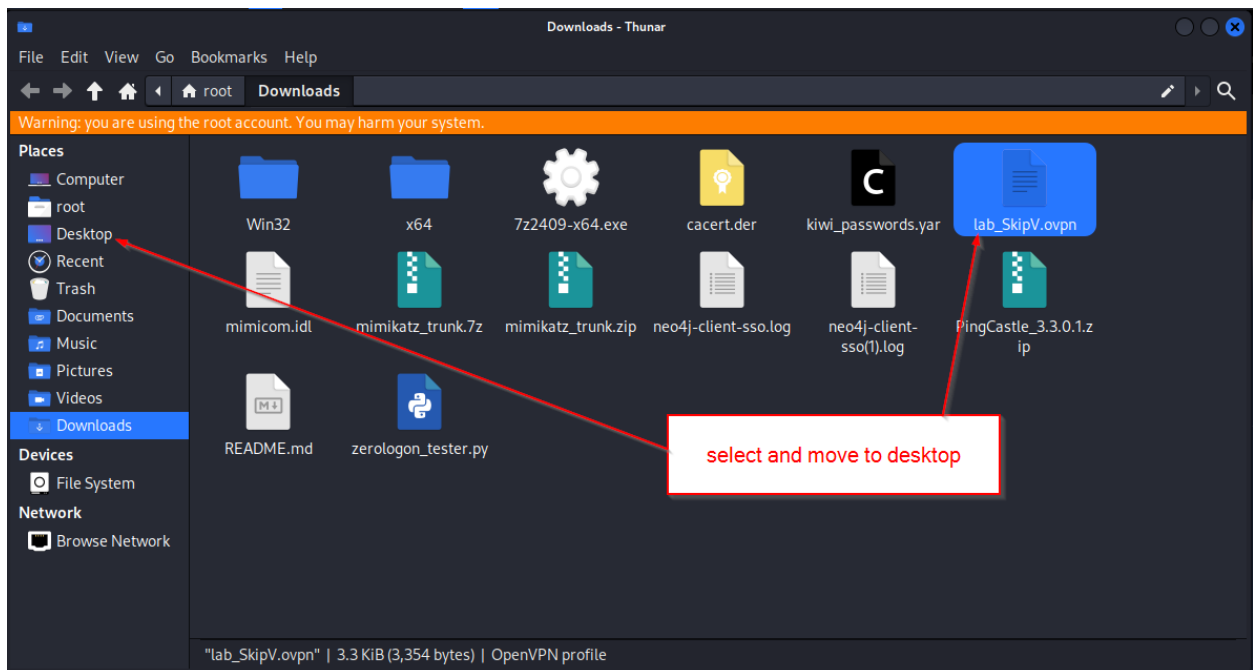 Downloads - Thunar
File Edit View Go Bookmarks Help
root Downloads
Warning: you are using the root account. You may harm your system.
Places
Computer
root
Desktop
Recent
Trash
Documents
Music
Pictures
Videos
Downloads
Devices
File System
Network
Browse Network
Win32 x64 7z2409-x64.exe cacert.der kiwi_passwords.yar lab_SkipV.ovpn
C
mimicom.idl mimikatz_trunk.7z mimikatz_trunk.zip neo4j-client-sso.log neo4j-client- PingCastle_3.3.0.1.z
sso(1).log ip
M
README.md zerologon_tester.py
select and move to desktop
"lab_SkipV.ovpn" | 3.3 KiB (3,354 bytes) | OpenVPN profile